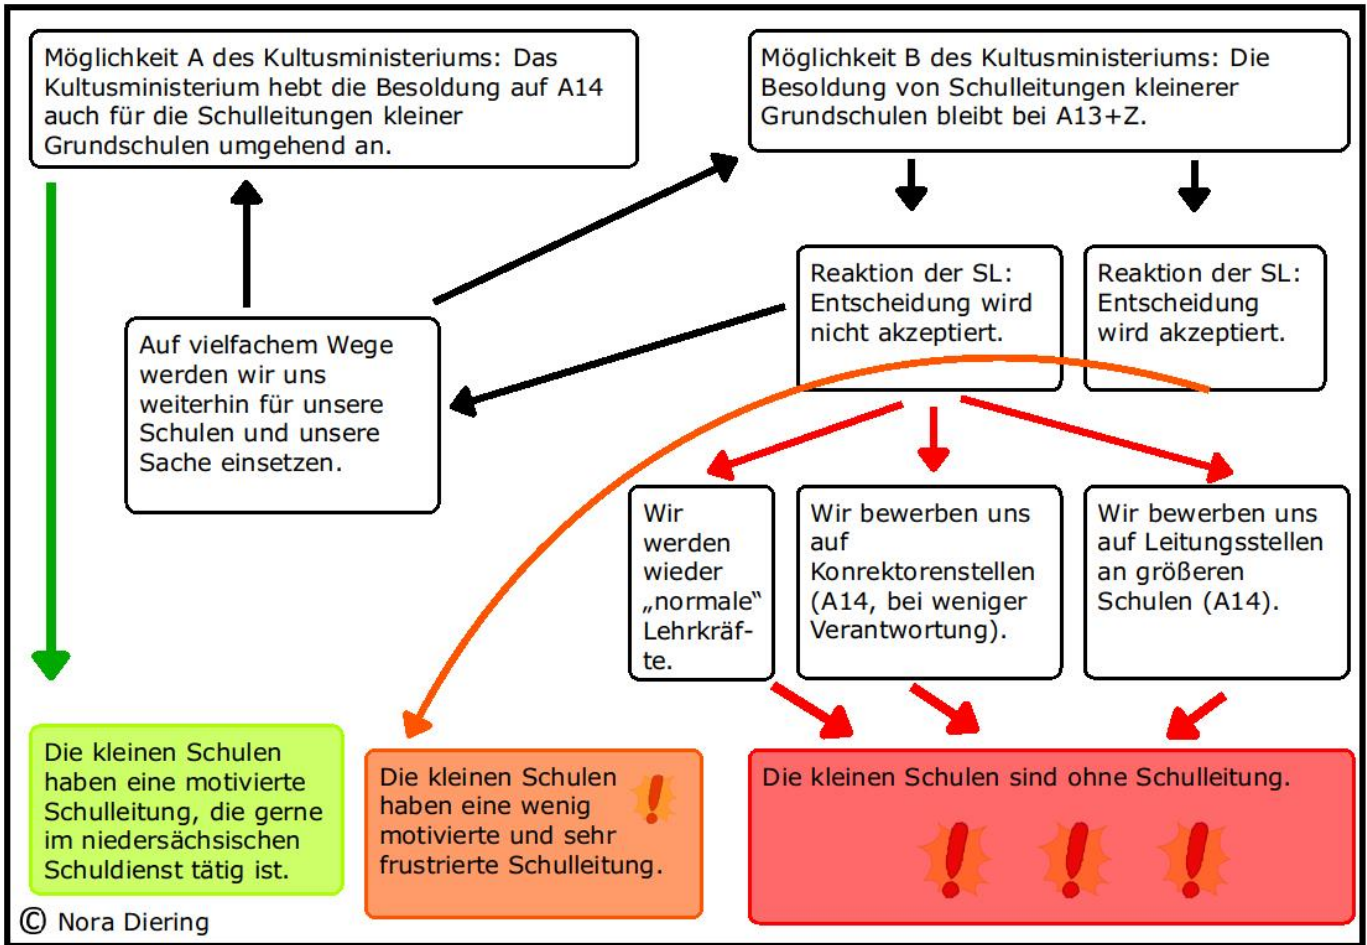 Möglichkeit A des Kultusministeriums: Das
Kultusministerium hebt die Besoldung auf A14
auch für die Schulleitungen kleiner
Grundschulen umgehend an.
Möglichkeit B des Kultusministeriums: Die
Besoldung von Schulleitungen kleinerer
Grundschulen bleibt bei A13+Z.
Reaktion der SL:
Entscheidung wird
nicht akzeptiert.
Reaktion der SL:
Entscheidung
wird akzeptiert.
Auf vielfachem Wege
werden wir uns
weiterhin für unsere
Schulen und unsere
Sache einsetzen.
Wir
werden
wieder
„normale“
Lehrkräf-
te.
Wir bewerben uns
auf
Konrektorenstellen
(A14, bei weniger
Verantwortung).
Wir bewerben uns
auf Leitungsstellen
an größeren
Schulen (A14).
Die kleinen Schulen
haben eine motivierte
Schulleitung, die gerne
im niedersächsischen
Schuldienst tätig ist.
Die kleinen Schulen
haben eine wenig
motivierte und sehr
frustrierte Schulleitung.
Die kleinen Schulen sind ohne Schulleitung.
© Nora Diering